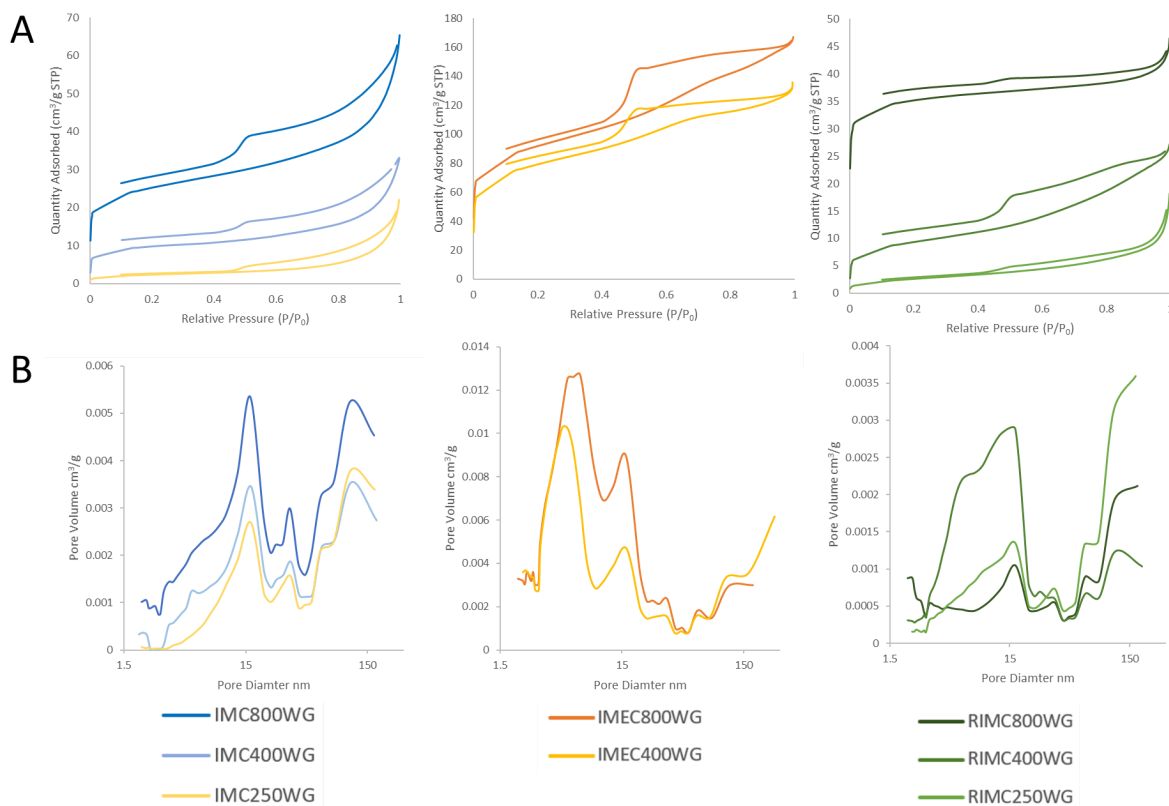 A
Quantity Adsorbed (cm³/g STP)
70
60
50
40
30
20
10
0
0 0.2 0.4 0.6 0.8 1
Relative Pressure (P/P₀)
Quantity Adsorbed (cm³/g STP)
180
160
140
120
100
80
60
40
20
0
0 0.2 0.4 0.6 0.8 1
Relative Pressure (P/P₀)
Quantity Adsorbed (cm³/g STP)
50
45
40
35
30
25
20
15
10
5
0
0 0.2 0.4 0.6 0.8 1
Relative Pressure (P/P₀)
B
Pore Volume cm³/g
0.006
0.005
0.004
0.003
0.002
0.001
0
1.5 15 150
Pore Diamter nm
Pore Volume cm³/g
0.014
0.012
0.01
0.008
0.006
0.004
0.002
0
1.5 15 150
Pore Diamter nm
Pore Volume cm³/g
0.004
0.0035
0.003
0.0025
0.002
0.0015
0.001
0.0005
0
1.5 15 150
Pore Diamter nm
IMC800WG
IMC400WG
IMC250WG
IMEC800WG
IMEC400WG
RIMC800WG
RIMC400WG
RIMC250WG